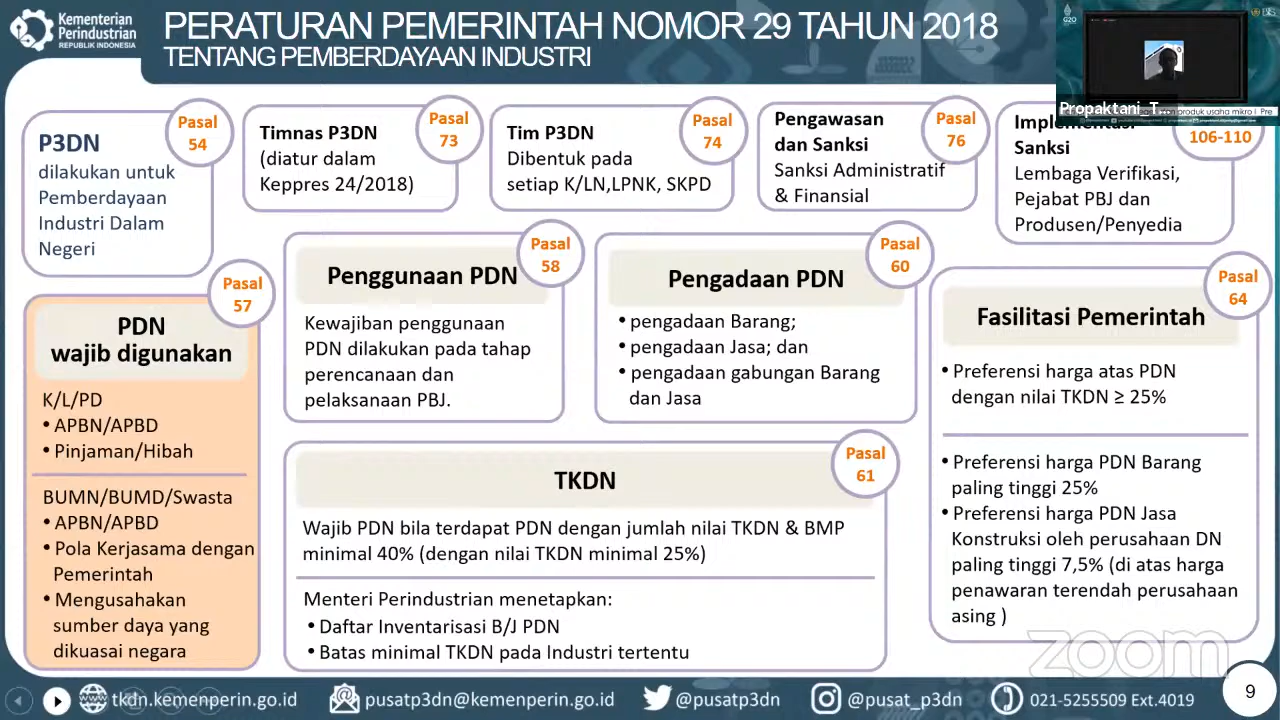 Kementerian
Perindustrian
REPUBLIK INDONESIA
PERATURAN PEMERINTAH NOMOR 29 TAHUN 2018
TENTANG PEMBERDAYAAN INDUSTRI
G20
Propaktani_T...
produk usaha mikro
P3DN
dilakukan untuk
Pemberdayaan
Industri Dalam
Negeri
Pasal
54
Timnas P3DN
(diatur dalam
Keppres 24/2018)
Pasal
73
Tim P3DN
Dibentuk pada
setiap K/LN,LPNK, SKPD
Pasal
74
Pengawasan
dan Sanksi
Sanksi Administratif
& Finansial
Pasal
76
Implementasi
Sanksi
Lembaga Verifikasi,
Pejabat PBJ dan
Produsen/Penyedia
106-110
Pasal
57
PDN
wajib digunakan
K/L/PD
• APBN/APBD
• Pinjaman/Hibah
BUMN/BUMD/Swasta
• APBN/APBD
• Pola Kerjasama dengan
Pemerintah
• Mengusahakan
sumber daya yang
dikuasai negara
Pasal
58
Penggunaan PDN
Kewajiban penggunaan
PDN dilakukan pada tahap
perencanaan dan
pelaksanaan PBJ.
Pasal
60
Pengadaan PDN
• pengadaan Barang;
• pengadaan Jasa; dan
• pengadaan gabungan Barang
dan Jasa
Pasal
61
TKDN
Wajib PDN bila terdapat PDN dengan jumlah nilai TKDN & BMP
minimal 40% (dengan nilai TKDN minimal 25%)
Menteri Perindustrian menetapkan:
• Daftar Inventarisasi B/J PDN
• Batas minimal TKDN pada Industri tertentu
Pasal
64
Fasilitasi Pemerintah
• Preferensi harga atas PDN
dengan nilai TKDN ≥ 25%
• Preferensi harga PDN Barang
paling tinggi 25%
• Preferensi harga PDN Jasa
Konstruksi oleh perusahaan DN
paling tinggi 7,5% (di atas harga
penawaran terendah perusahaan
asing )
zoom
tkdn.kemenperin.go.id
pusatp3dn@kemenperin.go.id
@pusatp3dn
@pusat_p3dn
021-5255509 Ext.4019
9